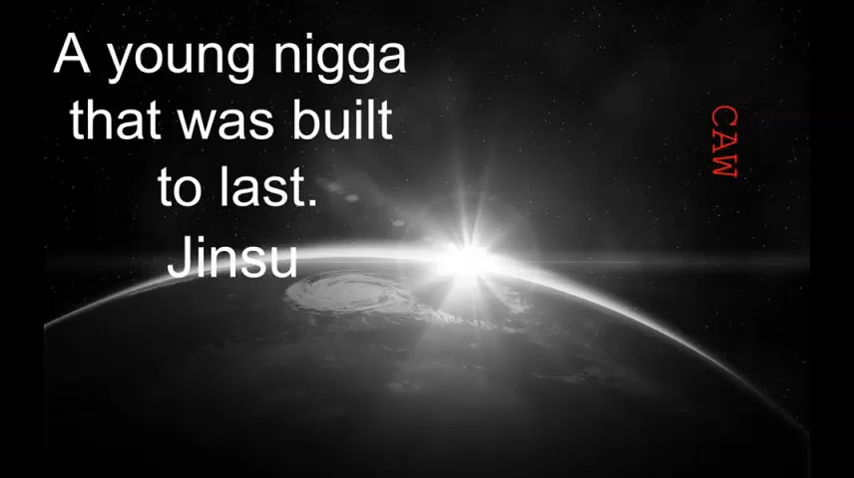 A young nigga
that was built
to last.
Jinsu
CAW